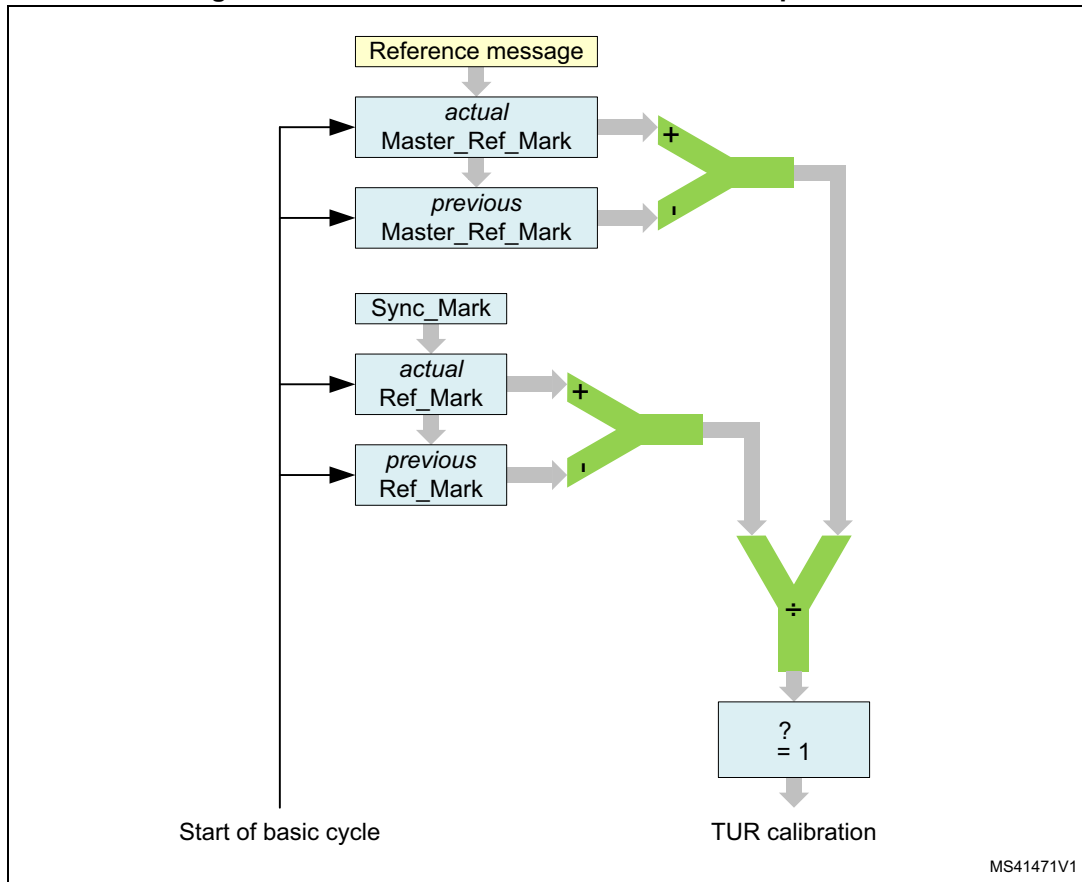 Reference message
actual
Master_Ref_Mark
+
previous
Master_Ref_Mark
-
Sync_Mark
actual
Ref_Mark
+
previous
Ref_Mark
-
÷
?
= 1
Start of basic cycle
TUR calibration
MS41471V1